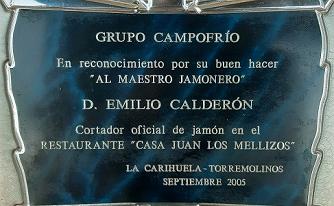 GRUPO CAMPOFRÍO
En reconocimiento por su buen hacer
"AL MAESTRO JAMONERO"
D. EMILIO CALDERÓN
Cortador oficial de jamón en el
RESTAURANTE "CASA JUAN LOS MELLIZOS"
LA CARIHUELA-TORREMOLINOS
SEPTIEMBRE 2005